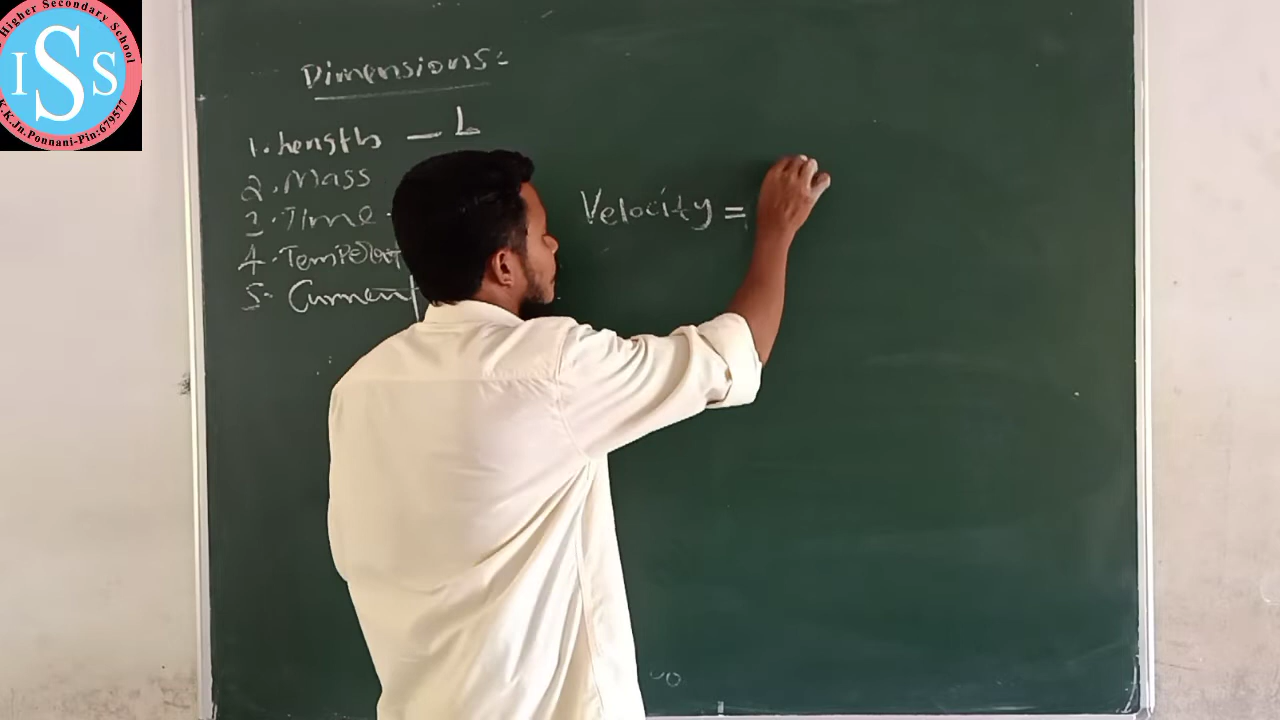 Higher Secondary School
ISS
K.K.Jn.Ponnani-Pin:679577
Dimensions:
1. Length - L
2. Mass
3. Time -
4. Temperat
5. Current
Velocity =